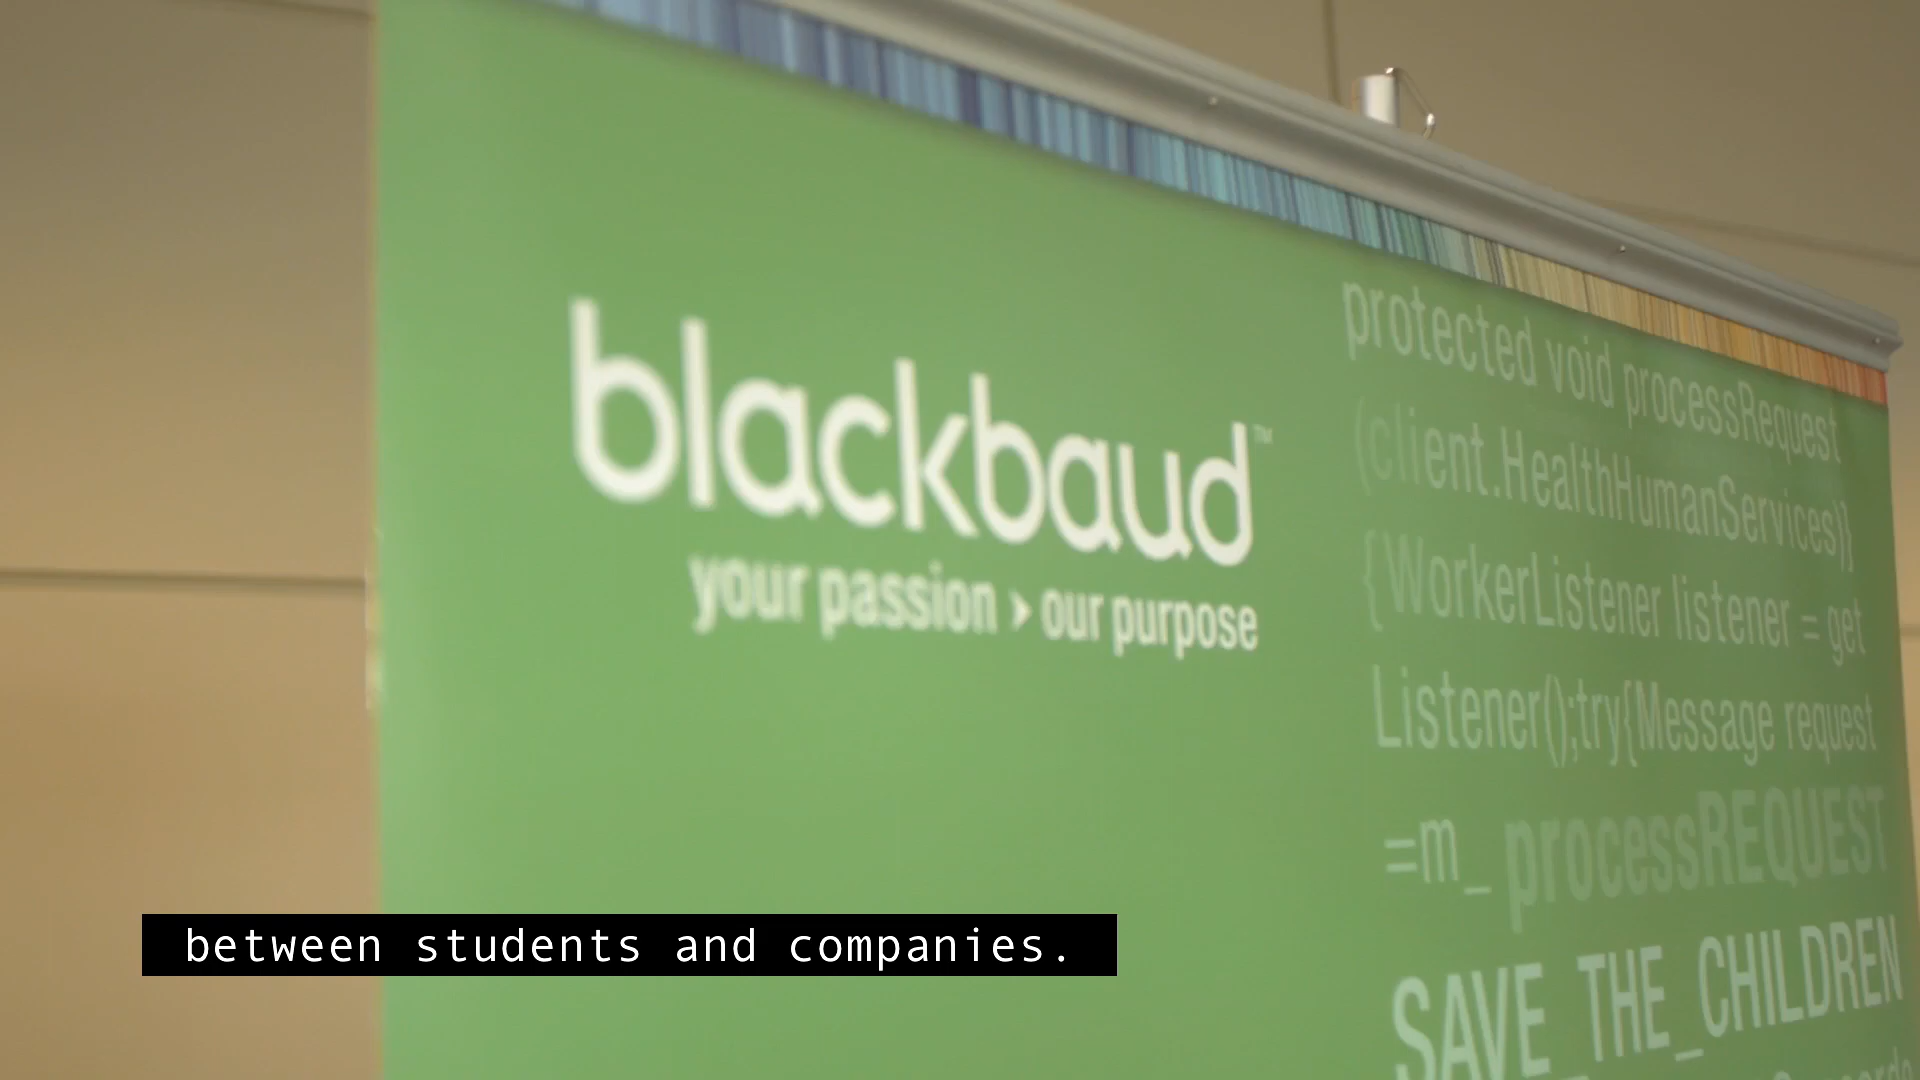 blackbaud™
your passion › our purpose
protected void processRequest
(client.HealthHumanServices)}
{WorkerListener listener = get
Listener();try{Message request
=m_processREQUEST
SAVE_THE_CHILDREN
between students and companies.